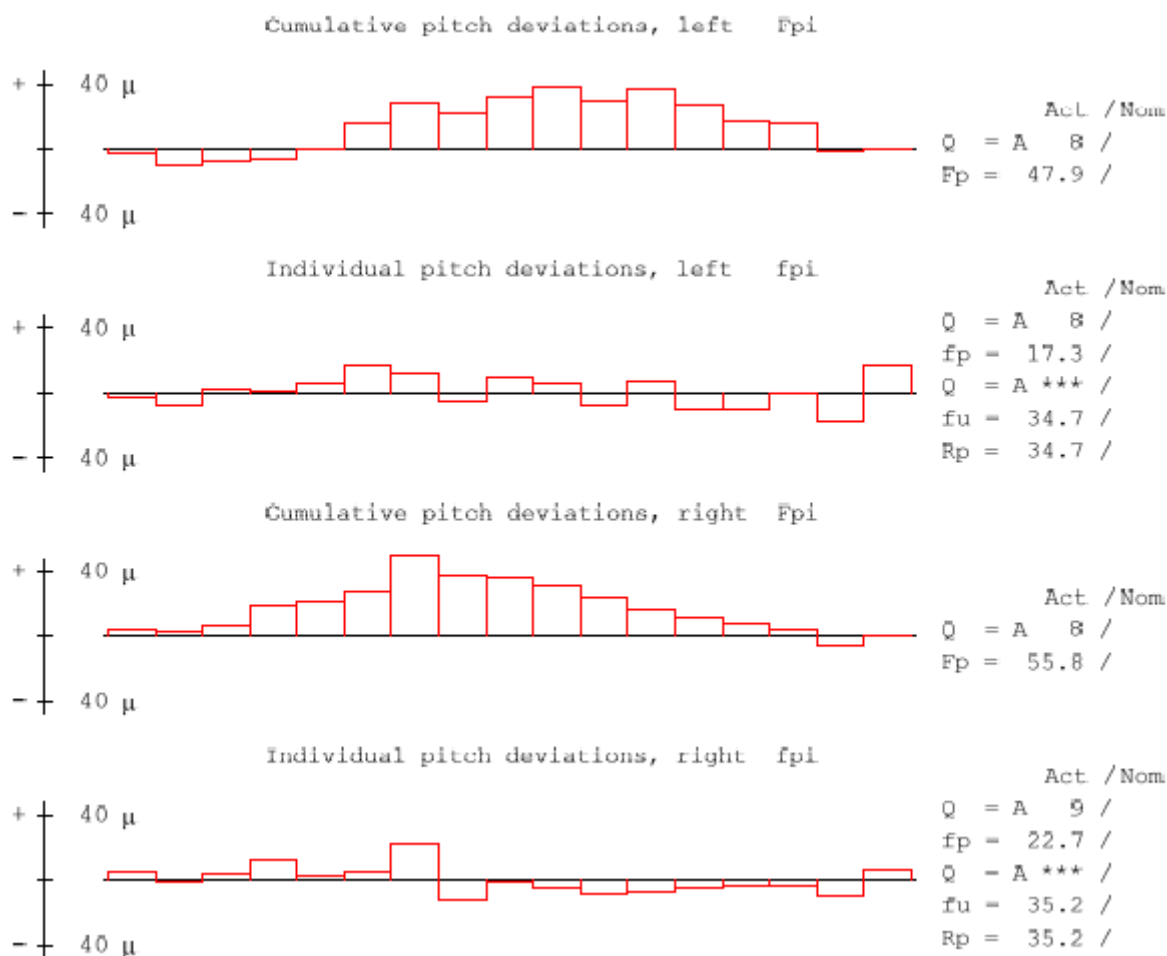 Cumulative pitch deviations, left Fpi
+ 40 μ
Act /Nom
Q = A 8 /
Fp = 47.9 /
- 40 μ
Individual pitch deviations, left fpi
Act /Nom
+ 40 μ
Q = A 8 /
fp = 17.3 /
Q = A *** /
fu = 34.7 /
- 40 μ
Rp = 34.7 /
Cumulative pitch deviations, right Fpi
+ 40 μ
Act /Nom
Q = A 8 /
Fp = 55.8 /
- 40 μ
Individual pitch deviations, right fpi
Act /Nom
+ 40 μ
Q = A 9 /
fp = 22.7 /
Q = A *** /
fu = 35.2 /
- 40 μ
Rp = 35.2 /